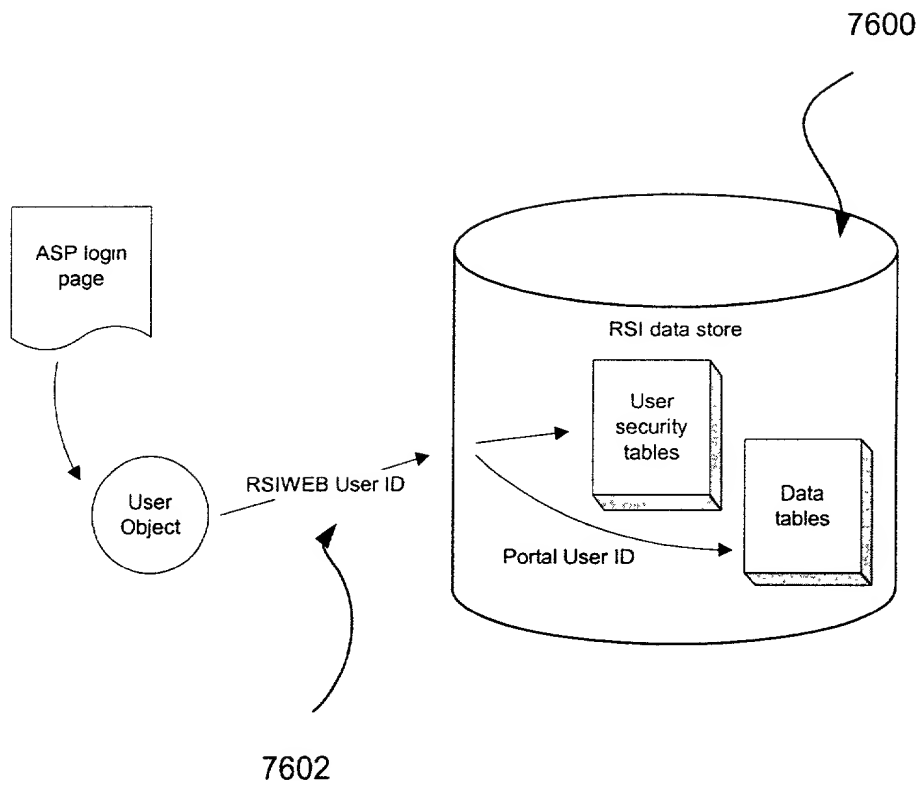 7600
ASP login
page
RSI data store
User
security
tables
RSIWEB User ID
User
Object
Data
tables
Portal User ID
7602